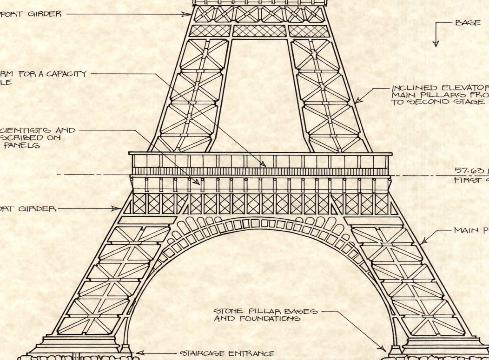 PORT GIRDER
BASE
RM FOR A CAPACITY
LE
INCLINED ELEVATOR
MAIN PILLARS FRO
TO SECOND STAGE
CIENTISTS AND
SCRIBED ON
PANELS
57.63
FIRST
ORT GIRDER
MAIN P
STONE PILLAR BASES
AND FOUNDATIONS
STAIRCASE ENTRANCE